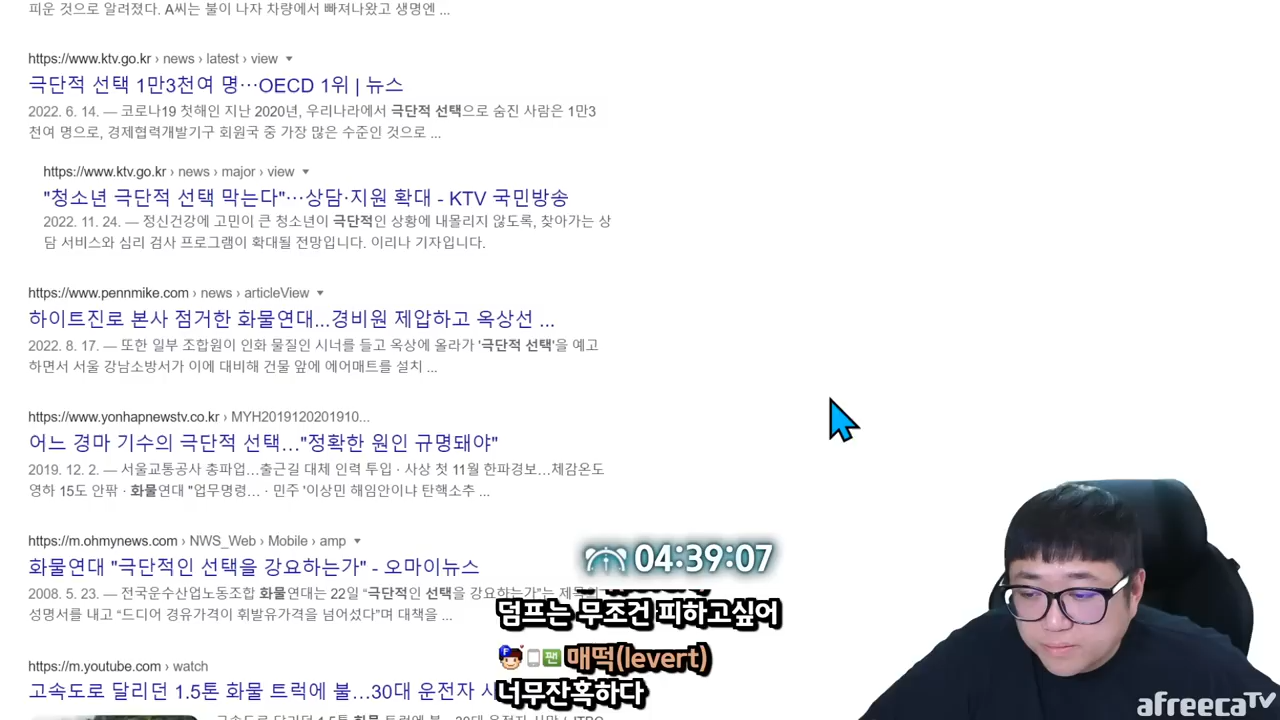 피운 것으로 알려졌다. A씨는 불이 나자 차량에서 빠져나왔고 생명엔 ...
https://www.ktv.go.kr › news › latest › view
극단적 선택 1만3천여 명…OECD 1위 | 뉴스
2022. 6. 14. — 코로나19 첫해인 지난 2020년, 우리나라에서 극단적 선택으로 숨진 사람은 1만3
천여 명으로, 경제협력개발기구 회원국 중 가장 많은 수준인 것으로 ...
https://www.ktv.go.kr › news › major › view
"청소년 극단적 선택 막는다"…상담·지원 확대 - KTV 국민방송
2022. 11. 24. — 정신건강에 고민이 큰 청소년이 극단적인 상황에 내몰리지 않도록, 찾아가는 상
담 서비스와 심리 검사 프로그램이 확대될 전망입니다. 이리나 기자입니다.
https://www.pennmike.com › news › articleView
하이트진로 본사 점거한 화물연대...경비원 제압하고 옥상선 ...
2022. 8. 17. — 또한 일부 조합원이 인화 물질인 시너를 들고 옥상에 올라가 '극단적 선택'을 예고
하면서 서울 강남소방서가 이에 대비해 건물 앞에 에어매트를 설치 ...
https://www.yonhapnewstv.co.kr › MYH2019120201910...
어느 경마 기수의 극단적 선택…"정확한 원인 규명돼야"
2019. 12. 2. — 서울교통공사 총파업…출근길 대체 인력 투입 · 사상 첫 11월 한파경보…체감온도
영하 15도 안팎 · 화물연대 "업무명령… · 민주 '이상민 해임안이냐 탄핵소추 ...
https://m.ohmynews.com › NWS_Web › Mobile › amp
화물연대 "극단적인 선택을 강요하는가" - 오마이뉴스
2008. 5. 23. — 전국운수산업노동조합 화물연대는 22일 “극단적인 선택을 강요하는가”는 제목의
성명서를 내고 “드디어 경유가격이 휘발유가격을 넘어섰다”며 대책을 ...
04:39:07
덤프는 무조건 피하고싶어
팬 매떡(levert)
너무잔혹하다
https://m.youtube.com › watch
고속도로 달리던 1.5톤 화물 트럭에 불...30대 운전자 사
고속도로 달리던 1.5톤 화물 트럭에 불...30대 운전자 사망 / JTBC
afreecaTV